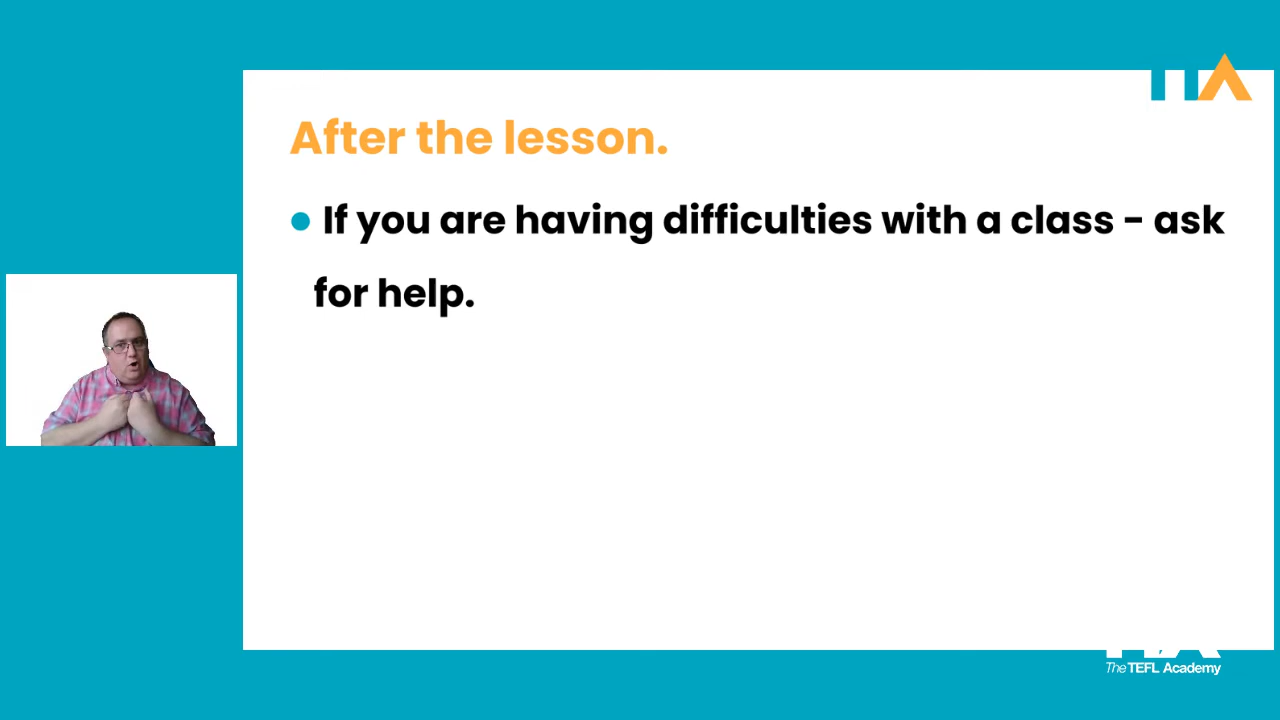 After the lesson.
If you are having difficulties with a class - ask
for help.
The TEFL Academy